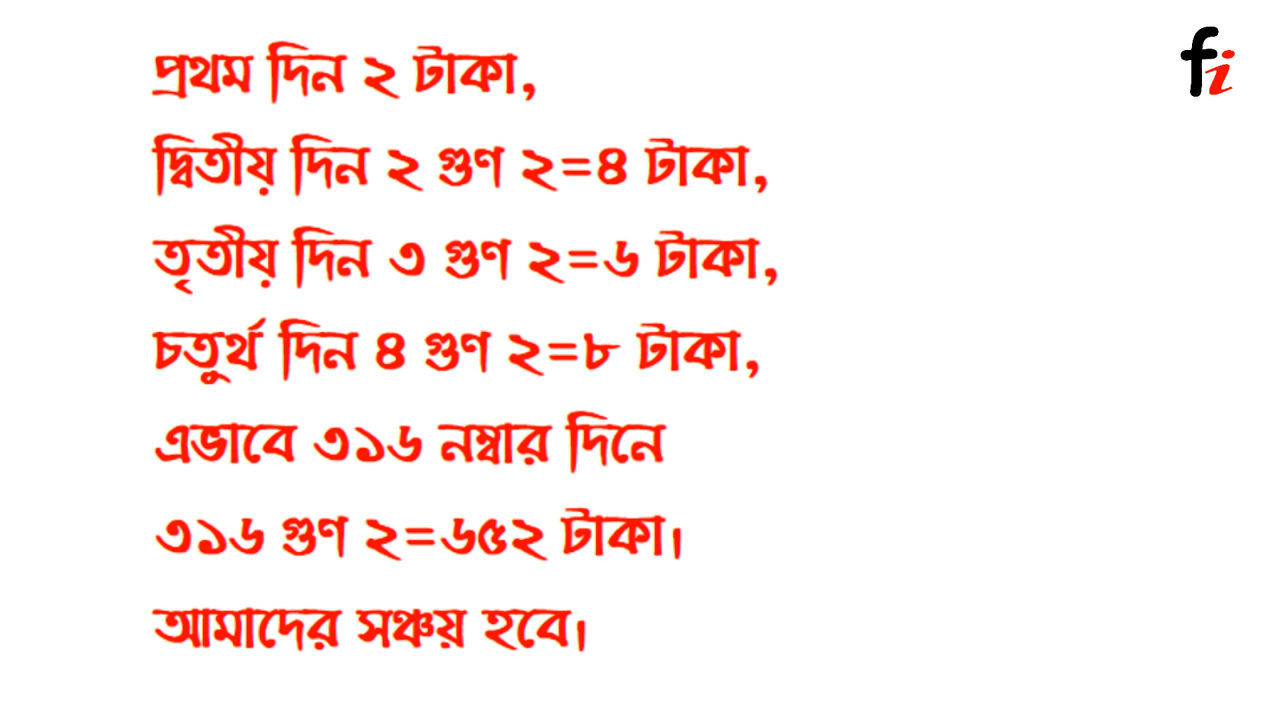 প্রথম দিন ২ টাকা,
দ্বিতীয় দিন ২ গুণ ২=৪ টাকা,
তৃতীয় দিন ৩ গুণ ২=৬ টাকা,
চতুর্থ দিন ৪ গুণ ২=৮ টাকা,
এভাবে ৩১৬ নম্বার দিনে
৩১৬ গুণ ২=৬৫২ টাকা।
আমাদের সঞ্চয় হবে।
fi